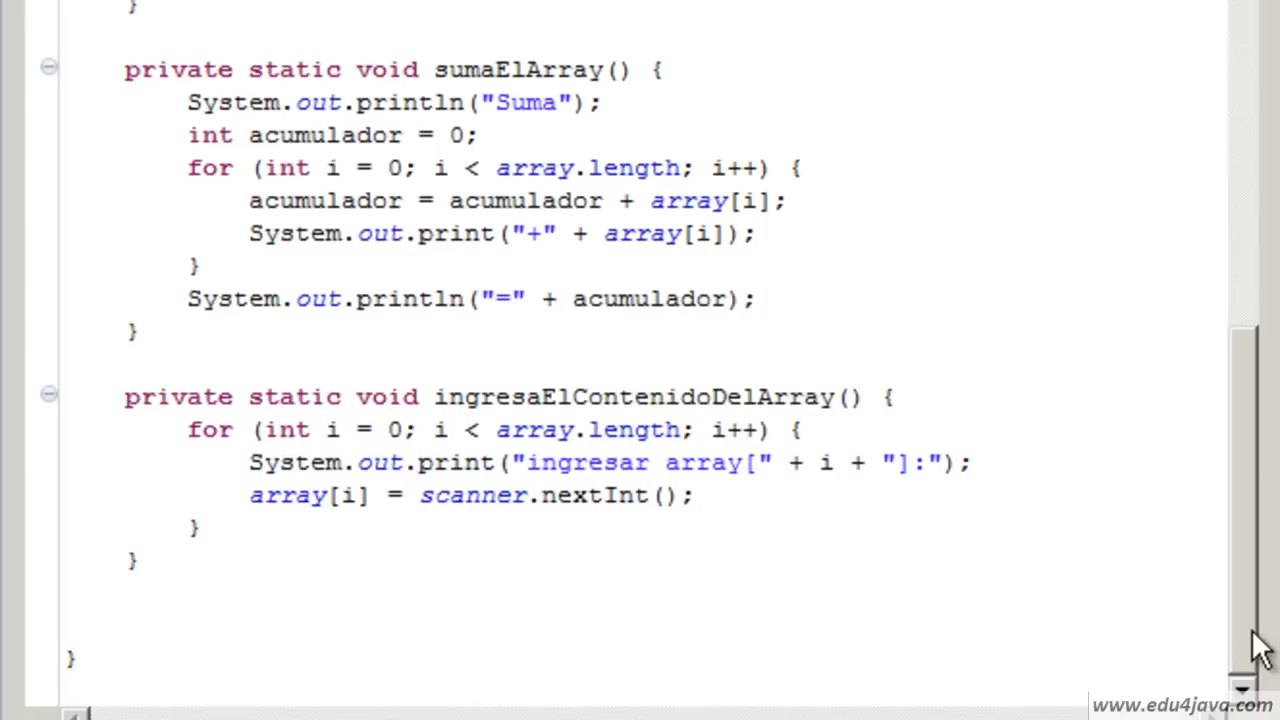 }
private static void sumaElArray() {
System.out.println("Suma");
int acumulador = 0;
for (int i = 0; i < array.length; i++) {
acumulador = acumulador + array[i];
System.out.print("+" + array[i]);
}
System.out.println("=" + acumulador);
}
private static void ingresaElContenidoDelArray() {
for (int i = 0; i < array.length; i++) {
System.out.print("ingresar array[" + i + "]:");
array[i] = scanner.nextInt();
}
}
}
www.edu4java.com